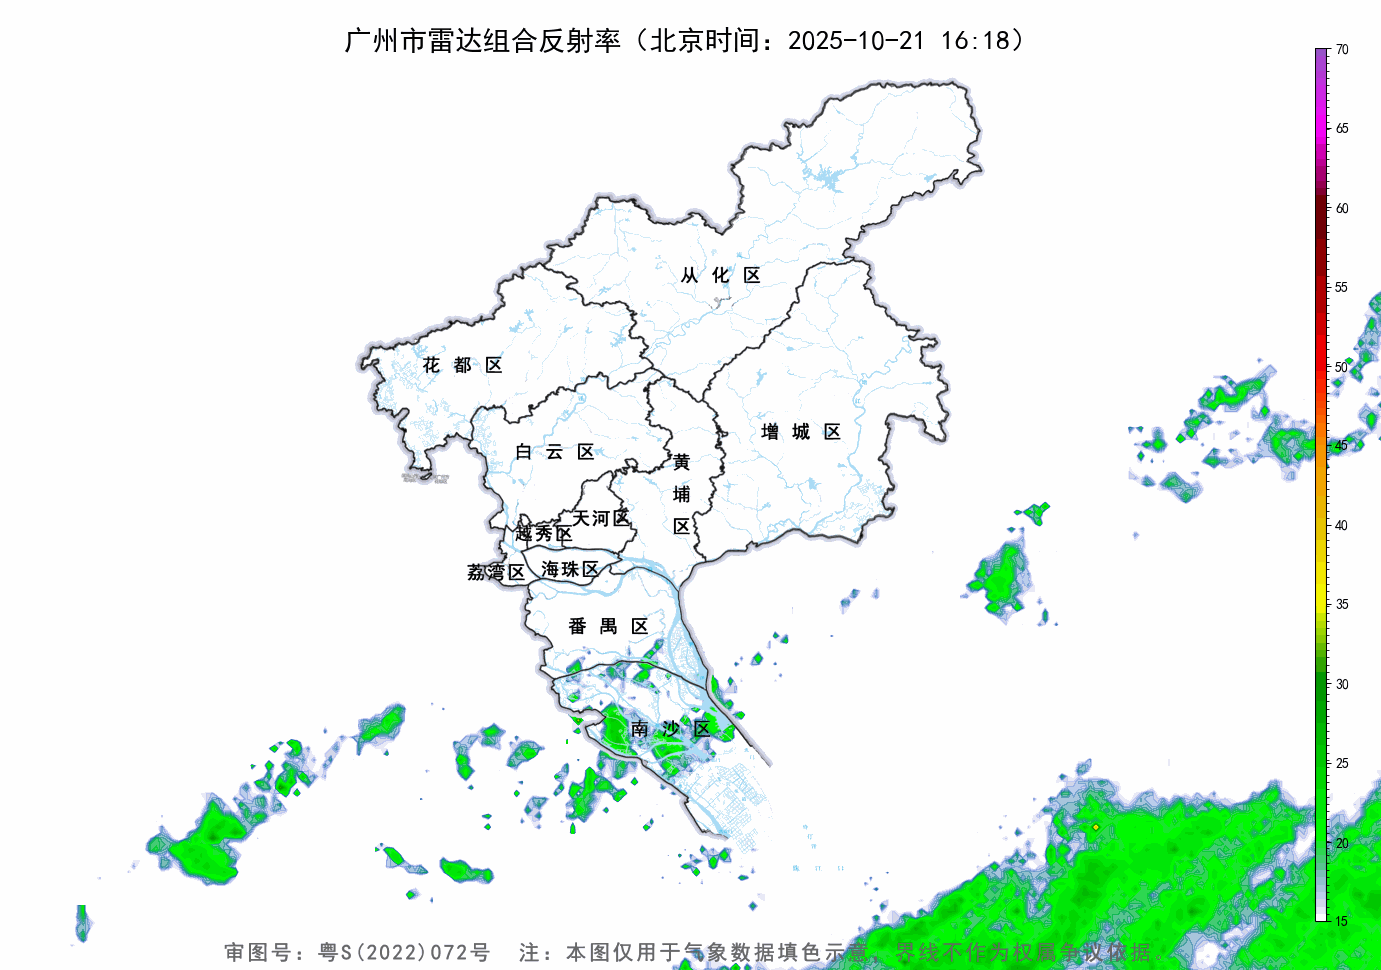 广州市雷达组合反射率（北京时间：2025-10-21 16:18）
70
65
60
55
50
45
40
35
30
25
20
15
从化区
花都区
增城区
白云区
黄埔区
天河区
越秀区
荔湾区
海珠区
番禺区
南沙区
审图号：粤S(2022)072号 注：本图仅用于气象数据填色示意，界线不作为权属争议依据。